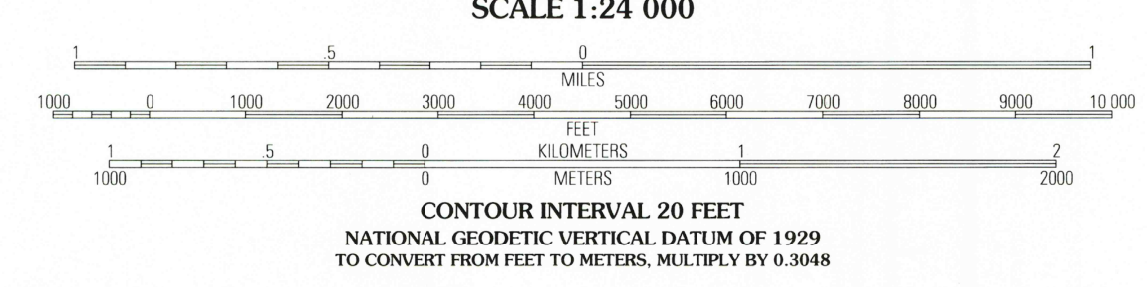 SCALE 1:24 000
1 .5 0 1
MILES
1000 0 1000 2000 3000 4000 5000 6000 7000 8000 9000 10 000
FEET
1 .5 0 KILOMETERS 1 2
1000 0 METERS 1000 2000
CONTOUR INTERVAL 20 FEET
NATIONAL GEODETIC VERTICAL DATUM OF 1929
TO CONVERT FROM FEET TO METERS, MULTIPLY BY 0.3048